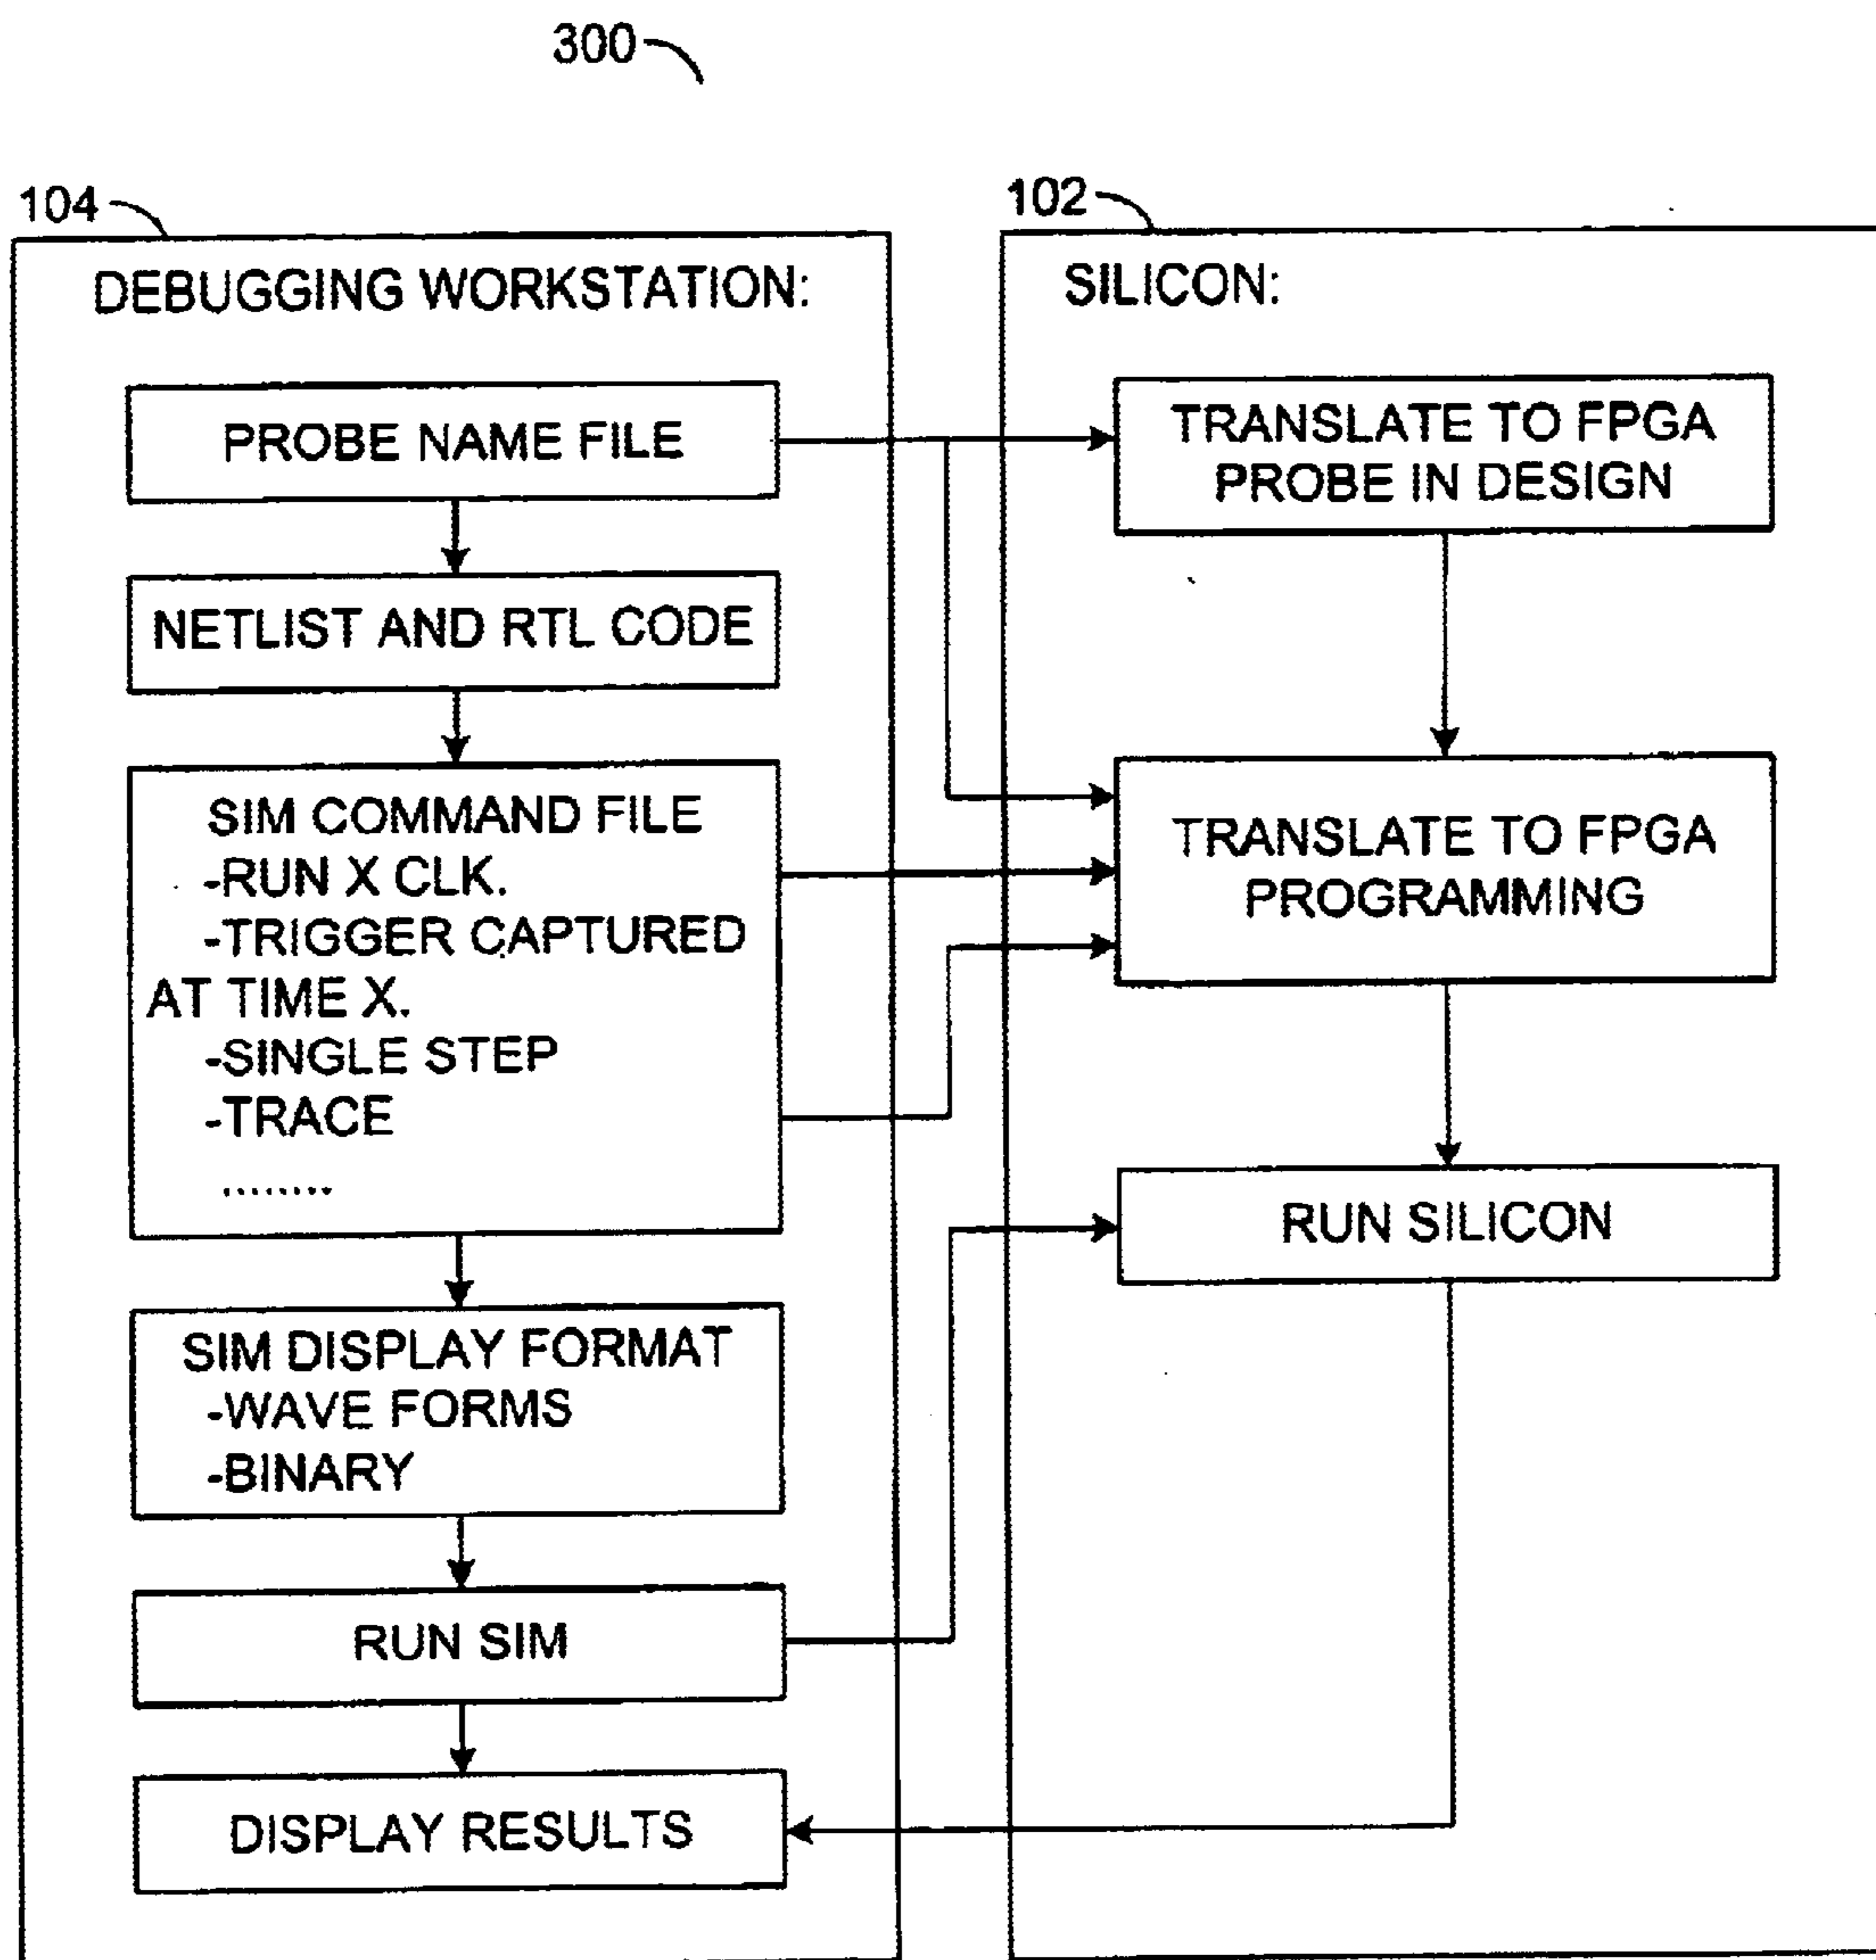 300
104
DEBUGGING WORKSTATION:
PROBE NAME FILE
NETLIST AND RTL CODE
SIM COMMAND FILE
-RUN X CLK.
-TRIGGER CAPTURED
AT TIME X.
-SINGLE STEP
-TRACE
........
SIM DISPLAY FORMAT
-WAVE FORMS
-BINARY
RUN SIM
DISPLAY RESULTS
102
SILICON:
TRANSLATE TO FPGA
PROBE IN DESIGN
TRANSLATE TO FPGA
PROGRAMMING
RUN SILICON